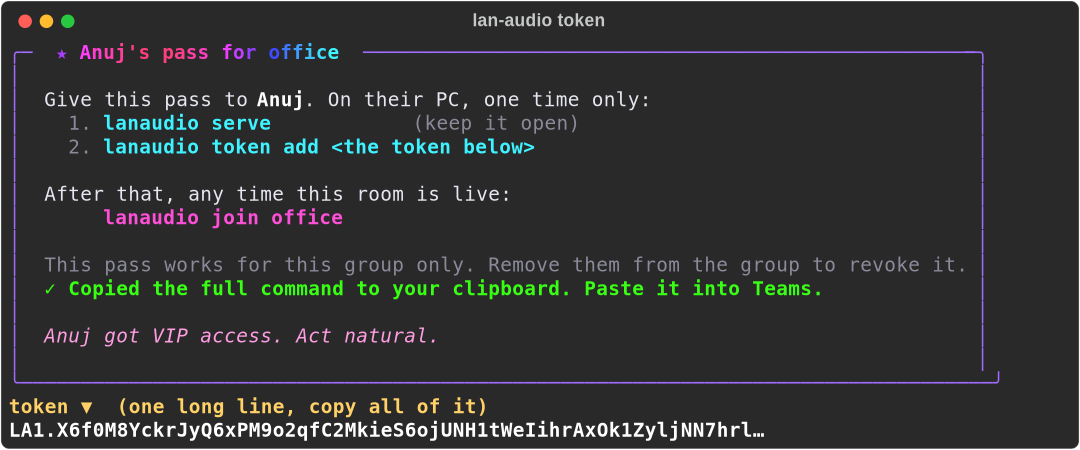 lan-audio token
★ Anuj's pass for office
Give this pass to Anuj. On their PC, one time only:
1. lanaudio serve (keep it open)
2. lanaudio token add <the token below>
After that, any time this room is live:
lanaudio join office
This pass works for this group only. Remove them from the group to revoke it.
✓ Copied the full command to your clipboard. Paste it into Teams.
Anuj got VIP access. Act natural.
token ▼ (one long line, copy all of it)
LA1.X6f0M8YckrJyQ6xPM9o2qfC2MkieS6ojUNH1tWeIihrAxOk1ZyljNN7hrl…